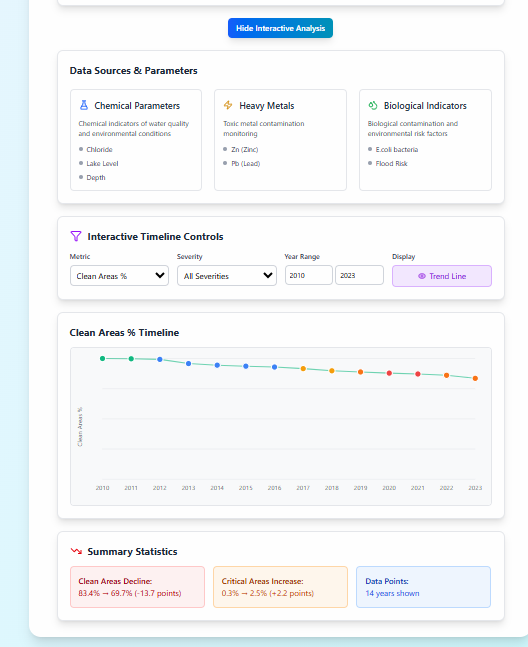 Hide Interactive Analysis
Data Sources & Parameters
Chemical Parameters
Chemical indicators of water quality
and environmental conditions
Chloride
Lake Level
Depth
Heavy Metals
Toxic metal contamination
monitoring
Zn (Zinc)
Pb (Lead)
Biological Indicators
Biological contamination and
environmental risk factors
E.coli bacteria
Flood Risk
Interactive Timeline Controls
Metric
Clean Areas %
Severity
All Severities
Year Range
2010 2023
Display
Trend Line
Clean Areas % Timeline
Clean Areas %
2010 2011 2012 2013 2014 2015 2016 2017 2018 2019 2020 2021 2022 2023
Summary Statistics
Clean Areas Decline:
83.4% → 69.7% (-13.7 points)
Critical Areas Increase:
0.3% → 2.5% (+2.2 points)
Data Points:
14 years shown